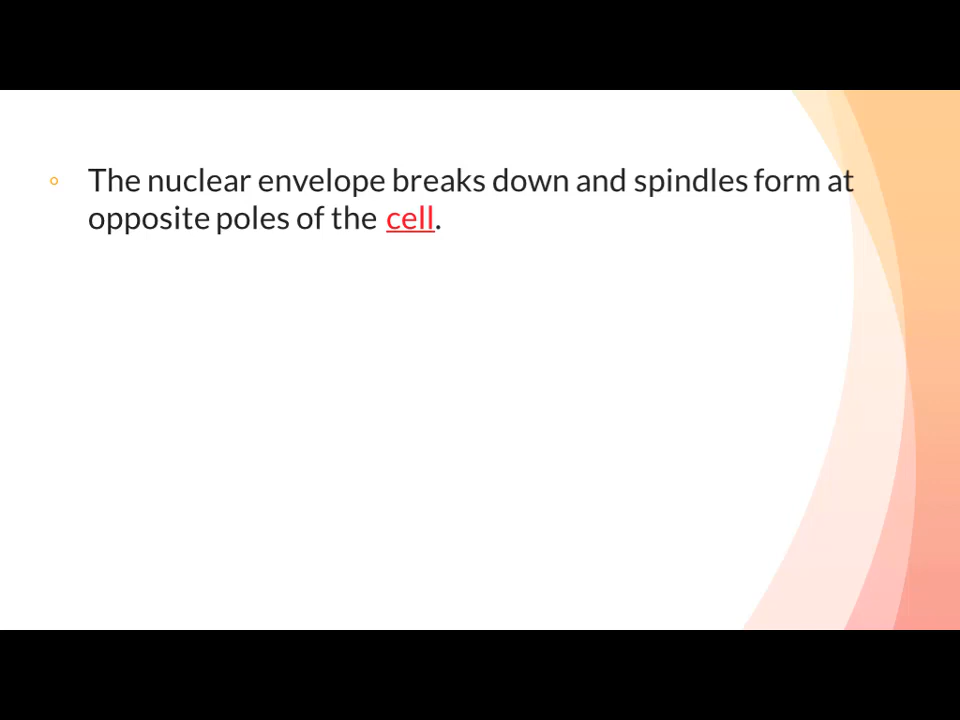 ◦ The nuclear envelope breaks down and spindles form at
opposite poles of the cell.